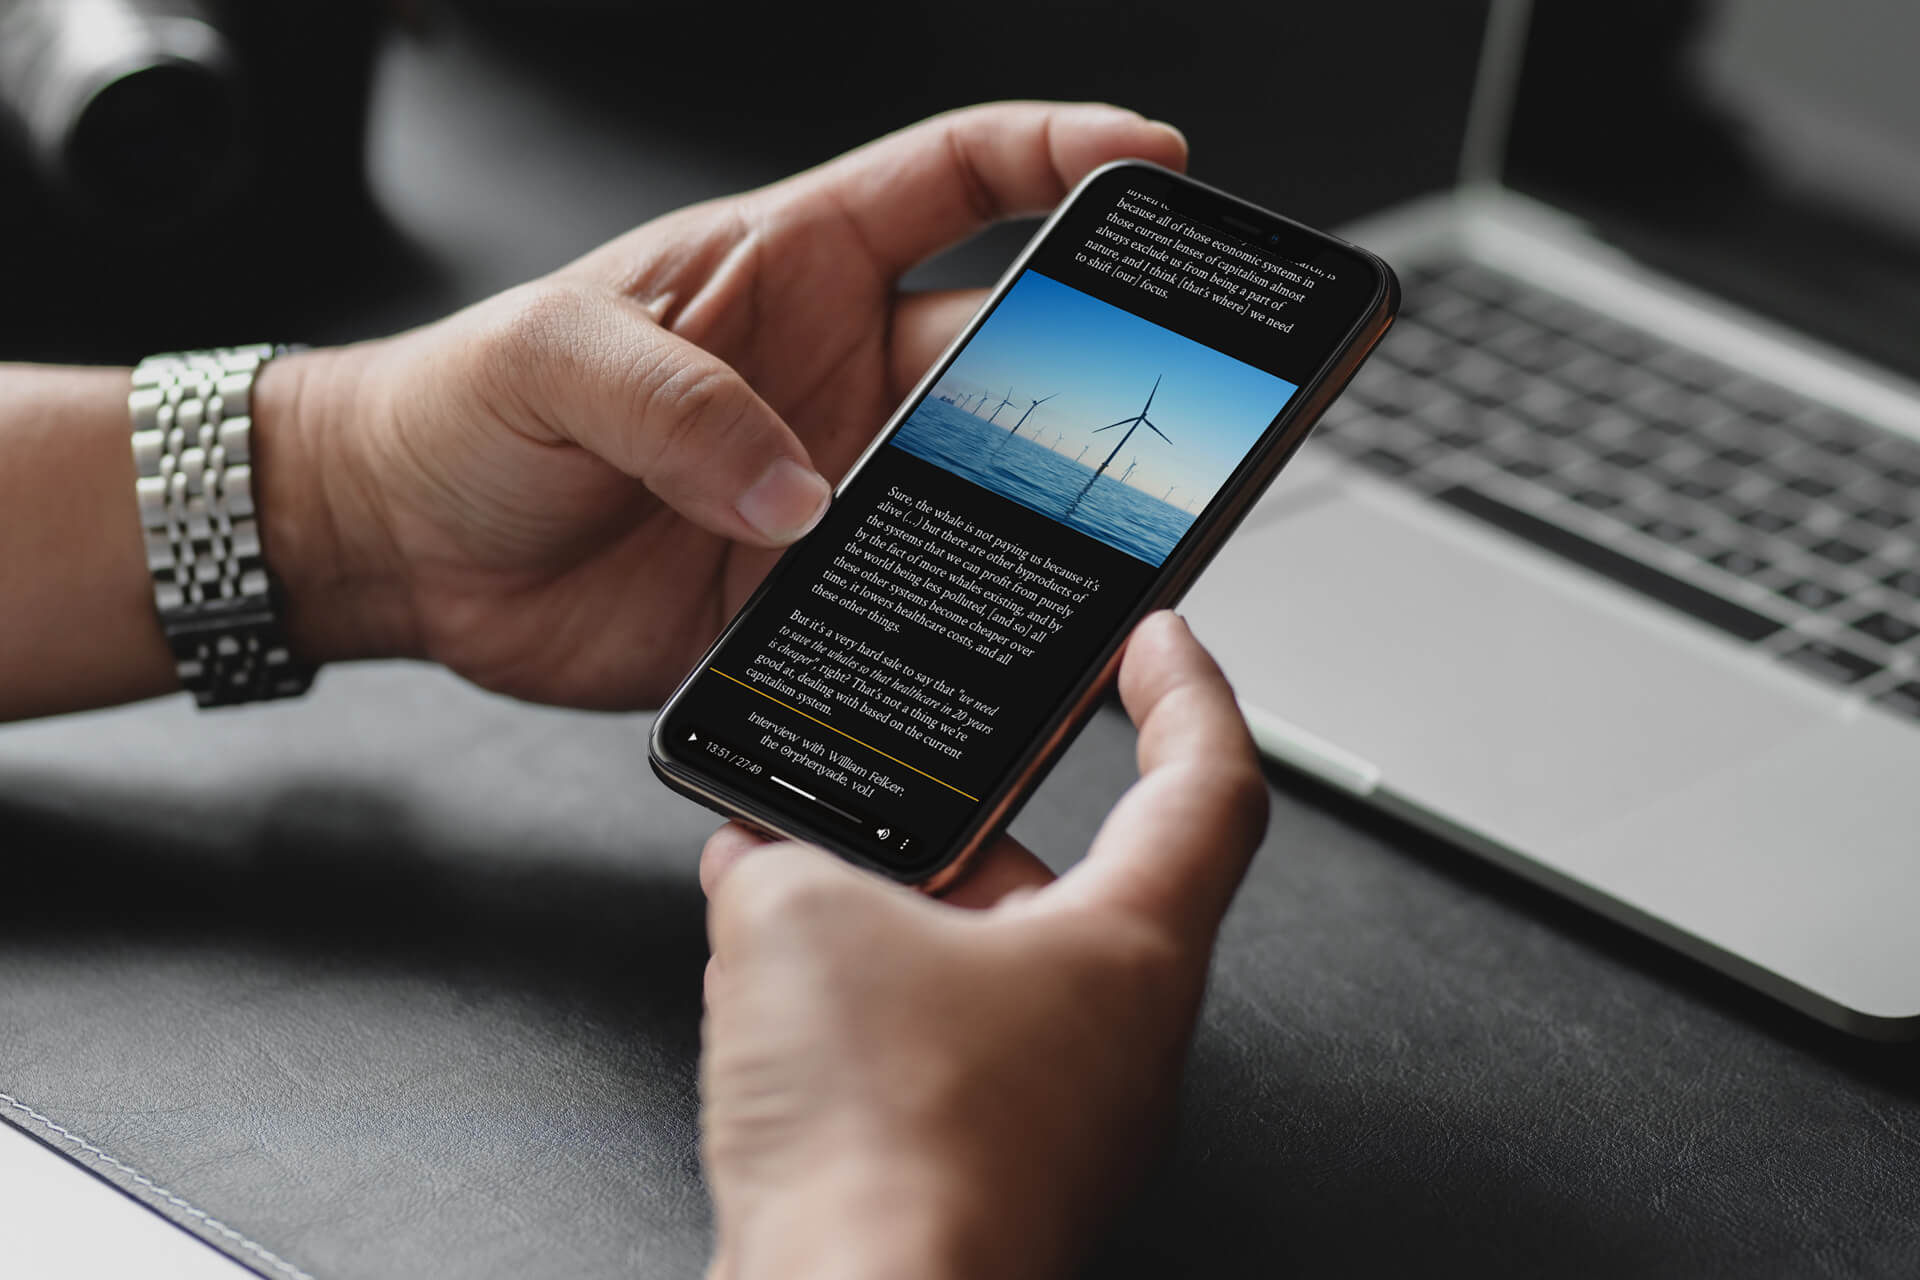 myself
because all of those economic systems in
those current lenses of capitalism almost
always exclude us from being a part of
nature, and I think [that's where] we need
to shift [our] focus.
Sure, the whale is not paying us because it's
alive (...) but there are other byproducts of
the systems that we can profit from purely
by the fact of more whales existing, and by
the world being less polluted, [and so] all
these other systems become cheaper over
time, it lowers healthcare costs, and all
these other things.
But it's a very hard sale to say that "we need
to save the whales so that healthcare in 20 years
is cheaper", right? That's not a thing we're
good at, dealing with based on the current
capitalism system.
Interview with William Felker:
the Orphenyade, vol.1
13:51 / 27:49